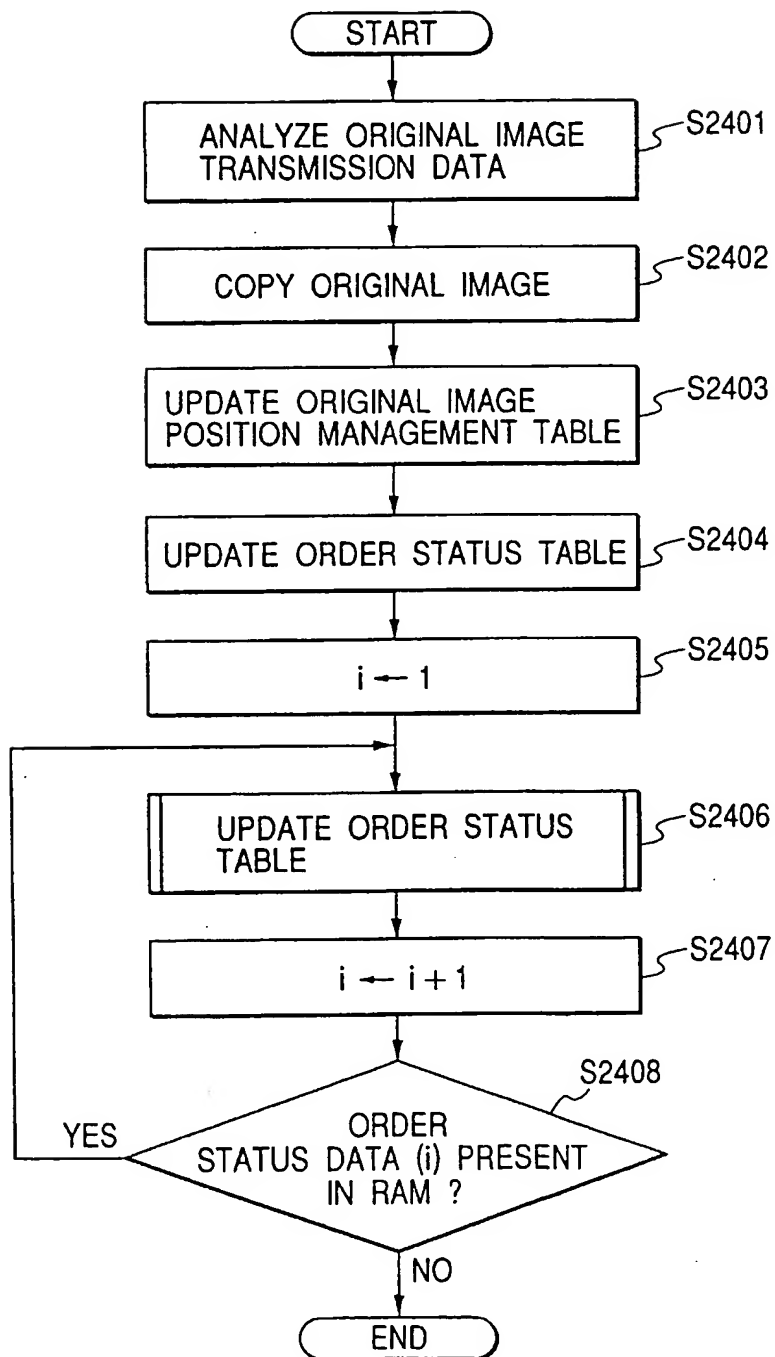 START
ANALYZE ORIGINAL IMAGE
TRANSMISSION DATA
S2401
COPY ORIGINAL IMAGE
S2402
UPDATE ORIGINAL IMAGE
POSITION MANAGEMENT TABLE
S2403
UPDATE ORDER STATUS TABLE
S2404
i ← 1
S2405
UPDATE ORDER STATUS
TABLE
S2406
i ← i + 1
S2407
ORDER
STATUS DATA (i) PRESENT
IN RAM ?
S2408
YES
NO
END